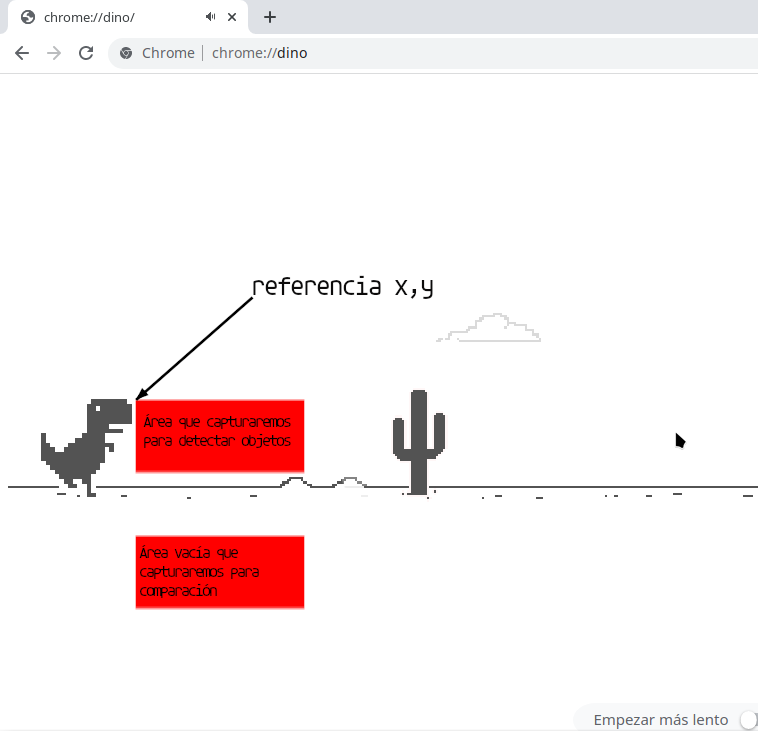 chrome://dino/
Chrome | chrome://dino
referencia x,y
Área que capturaremos
para detectar objetos
Área vacía que
capturaremos para
comparación
Empezar más lento